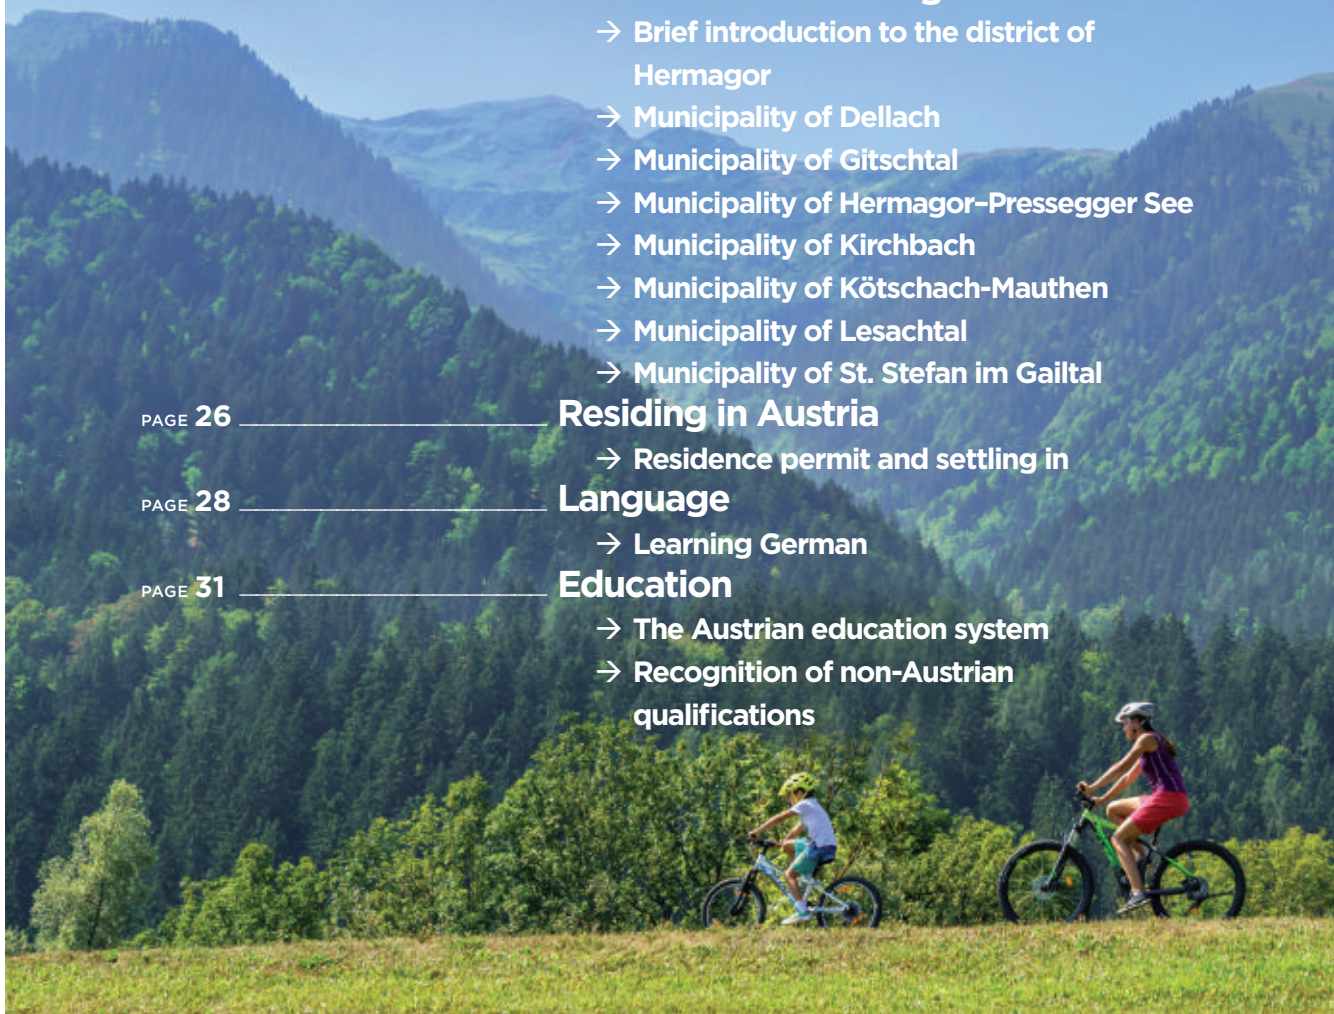 → Brief introduction to the district of
Hermagor
→ Municipality of Dellach
→ Municipality of Gitschtal
→ Municipality of Hermagor–Pressegger See
→ Municipality of Kirchbach
→ Municipality of Kötschach-Mauthen
→ Municipality of Lesachtal
→ Municipality of St. Stefan im Gailtal
PAGE 26 Residing in Austria
→ Residence permit and settling in
PAGE 28 Language
→ Learning German
PAGE 31 Education
→ The Austrian education system
→ Recognition of non-Austrian
qualifications